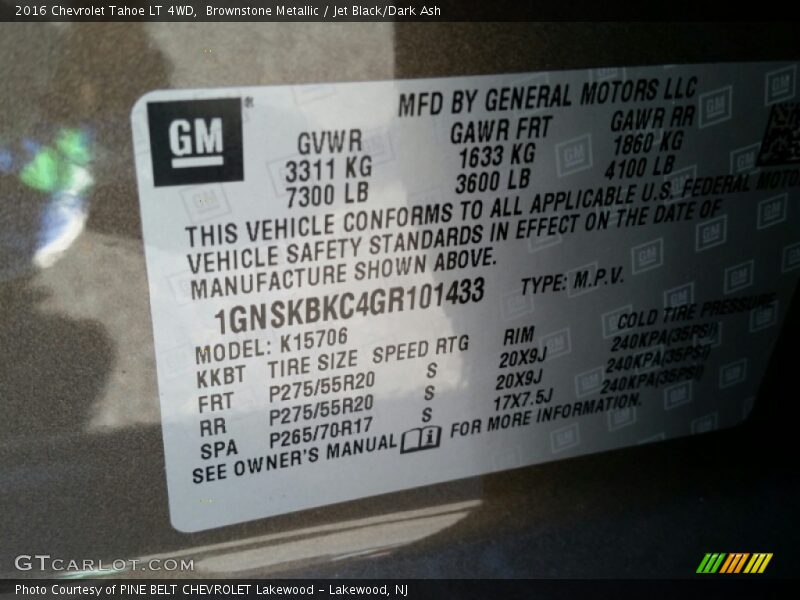 2016 Chevrolet Tahoe LT 4WD, Brownstone Metallic / Jet Black/Dark Ash
GM ®
MFD BY GENERAL MOTORS LLC
GVWR GAWR FRT GAWR RR
3311 KG 1633 KG 1860 KG
7300 LB 3600 LB 4100 LB
THIS VEHICLE CONFORMS TO ALL APPLICABLE U.S. FEDERAL MOTO
VEHICLE SAFETY STANDARDS IN EFFECT ON THE DATE OF
MANUFACTURE SHOWN ABOVE.
1GNSKBKC4GR101433 TYPE: M.P.V.
MODEL: K15706
KKBT TIRE SIZE SPEED RTG RIM COLD TIRE PRESSURE
FRT P275/55R20 S 20X9J 240KPA(35PSI)
RR P275/55R20 S 20X9J 240KPA(35PSI)
SPA P265/70R17 S 17X7.5J 240KPA(35PSI)
SEE OWNER'S MANUAL FOR MORE INFORMATION.
GTCARLOT.COM
Photo Courtesy of PINE BELT CHEVROLET Lakewood - Lakewood, NJ